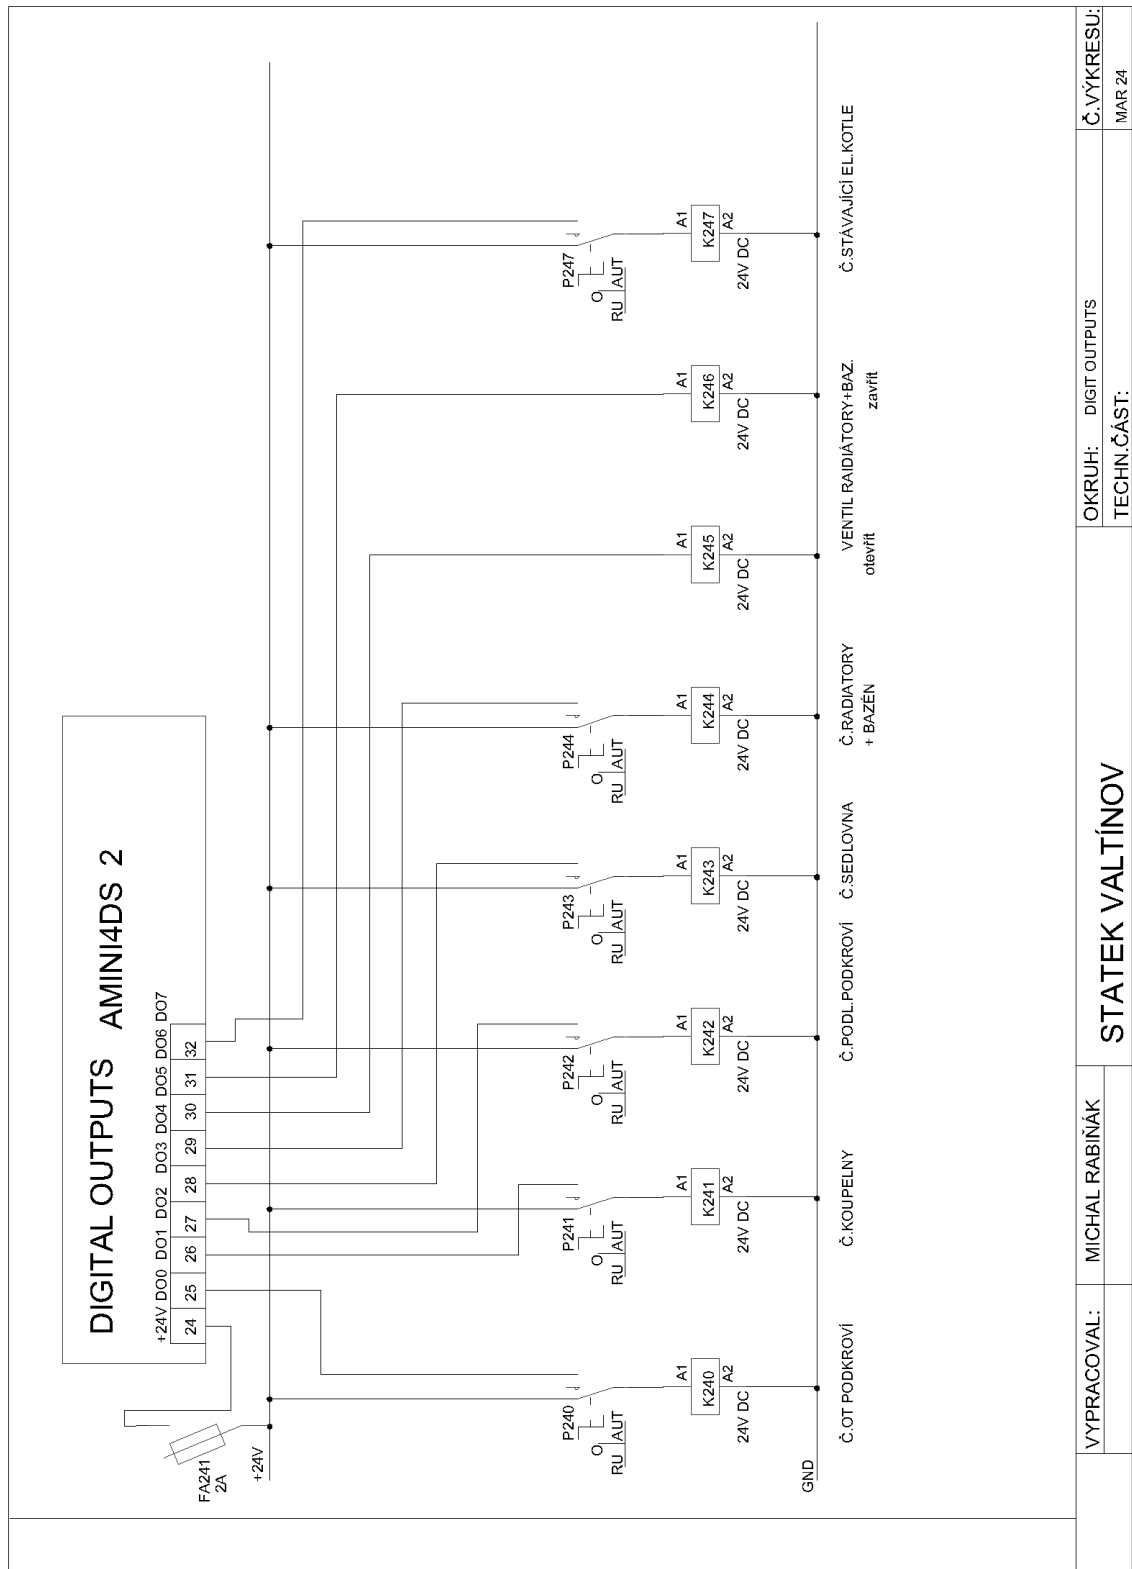 DIGITAL OUTPUTS AMINI4DS 2
+24V DO0 DO1 DO2 DO3 DO4 DO5 DO6 DO7
24 25 26 27 28 29 30 31 32
FA241
2A
+24V
P240 P241 P242 P243 P244 P247
O O O O O O
RU AUT RU AUT RU AUT RU AUT RU AUT RU AUT
A1 A1 A1 A1 A1 A1 A1 A1
K240 K241 K242 K243 K244 K245 K246 K247
A2 A2 A2 A2 A2 A2 A2 A2
24V DC 24V DC 24V DC 24V DC 24V DC 24V DC 24V DC 24V DC
GND
Č.OT PODKROVÍ
Č.KOUPELNY
Č.PODL.PODKROVÍ
Č.SEDLOVNA
Č.RADIATORY
+ BAZÉN
VENTIL RAIDIÁTORY+BAZ.
otevřít zavřít
Č.STÁVAJÍCÍ EL.KOTLE
VYPRACOVAL: MICHAL RABIŇÁK
STATEK VALTÍNOV
OKRUH: DIGIT OUTPUTS
TECHN.ČÁST:
Č.VÝKRESU:
MAR 24